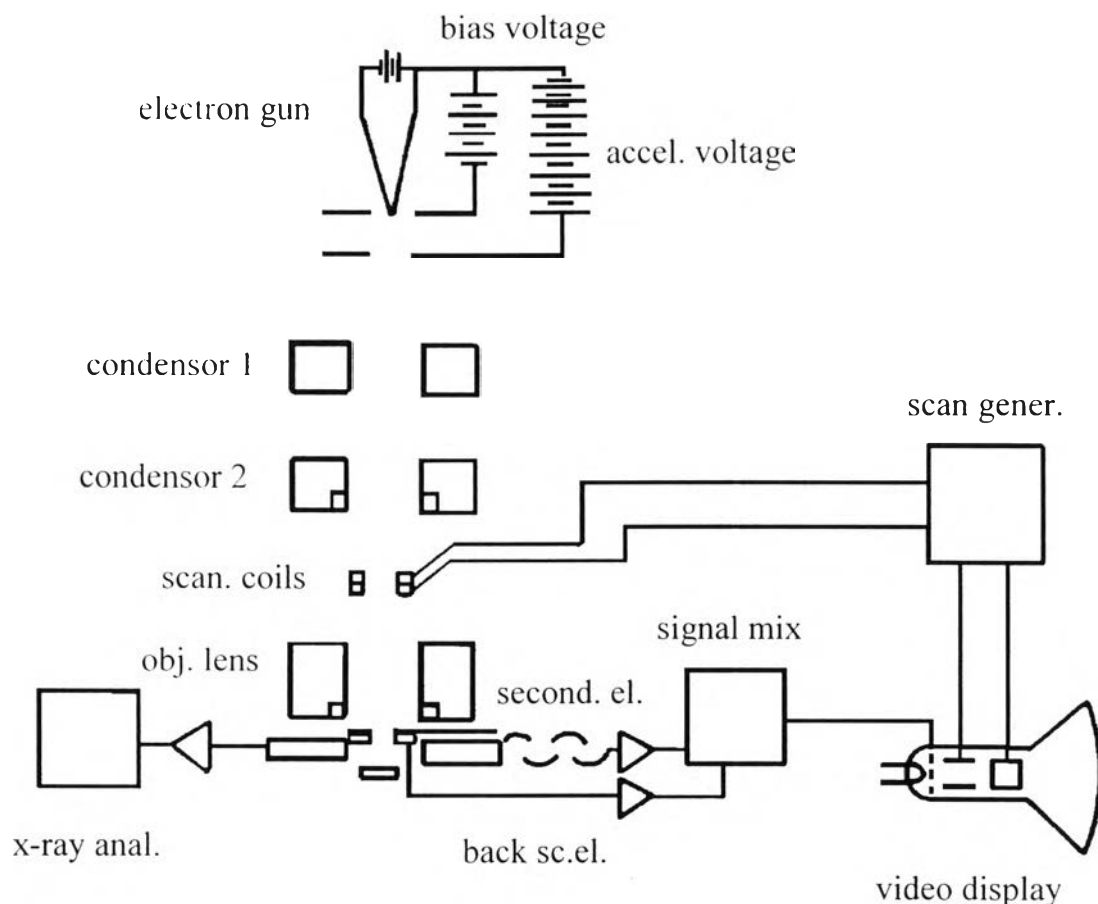 bias voltage
electron gun
accel. voltage
condensor 1
scan gener.
condensor 2
scan. coils
signal mix
obj. lens
second. el.
x-ray anal.
back sc.el.
video display